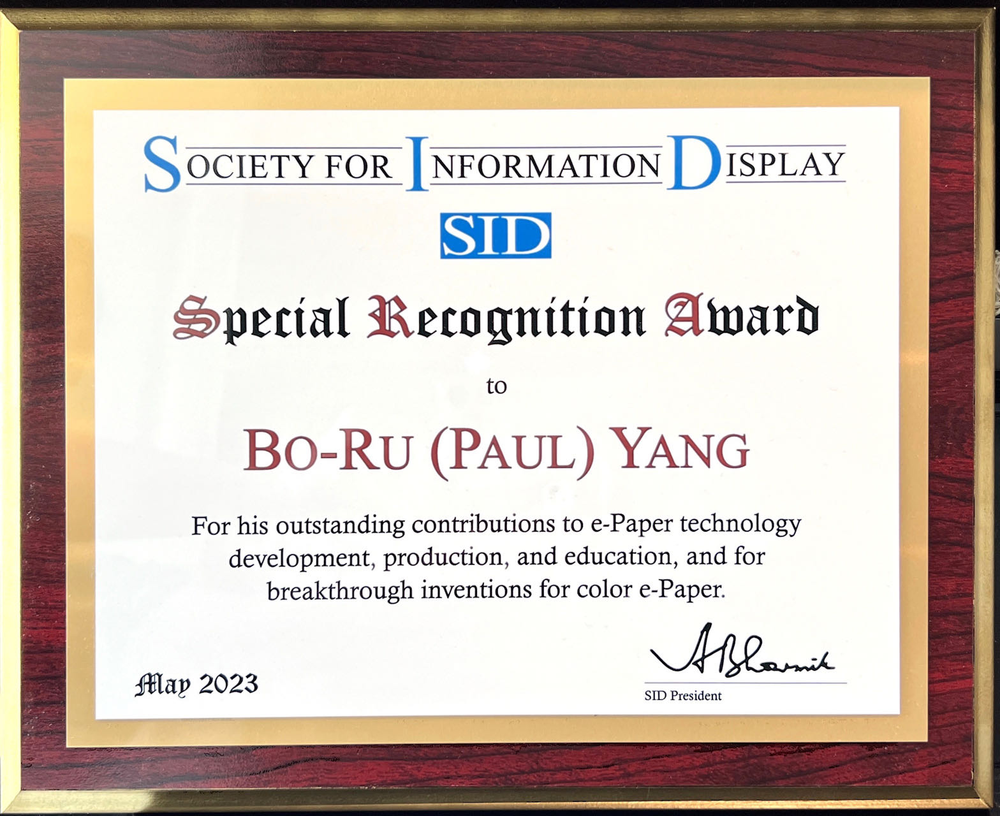 SOCIETY FOR INFORMATION DISPLAY
SID
Special Recognition Award
to
BO-RU (PAUL) YANG
For his outstanding contributions to e-Paper technology
development, production, and education, and for
breakthrough inventions for color e-Paper.
May 2023
SID President